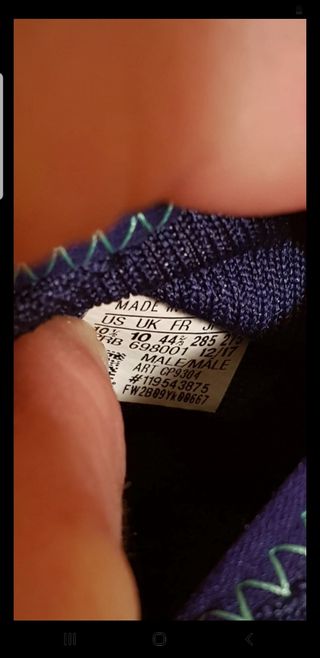 MADE
US UK FR
10½ 10 44⅔ 285 275
698001 12/17
MALE/MALE
ART CP9304
#119543875
FW2B09YK00667